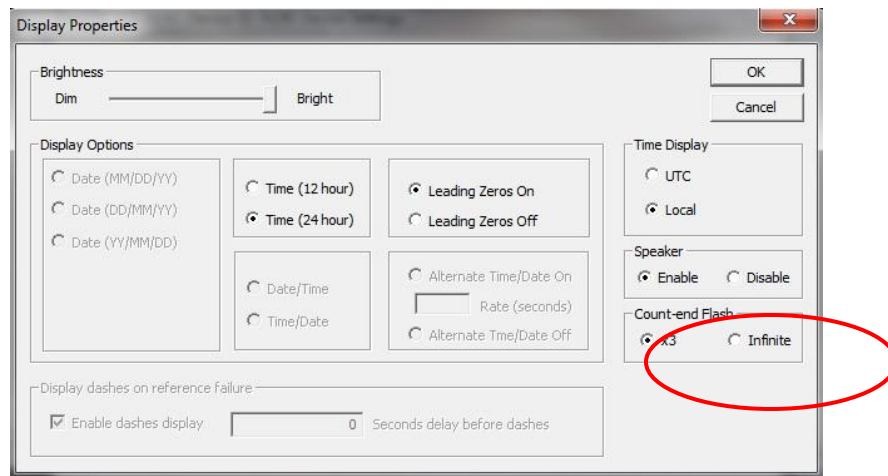 Display Properties
Brightness
Dim
Bright
OK
Cancel
Display Options
Date (MM/DD/YY)
Date (DD/MM/YY)
Date (YY/MM/DD)
Time (12 hour)
Time (24 hour)
Leading Zeros On
Leading Zeros Off
Date/Time
Time/Date
Alternate Time/Date On
Rate (seconds)
Alternate Tme/Date Off
Time Display
UTC
Local
Speaker
Enable
Disable
Count-end Flash
x3
Infinite
Display dashes on reference failure
Enable dashes display
0
Seconds delay before dashes